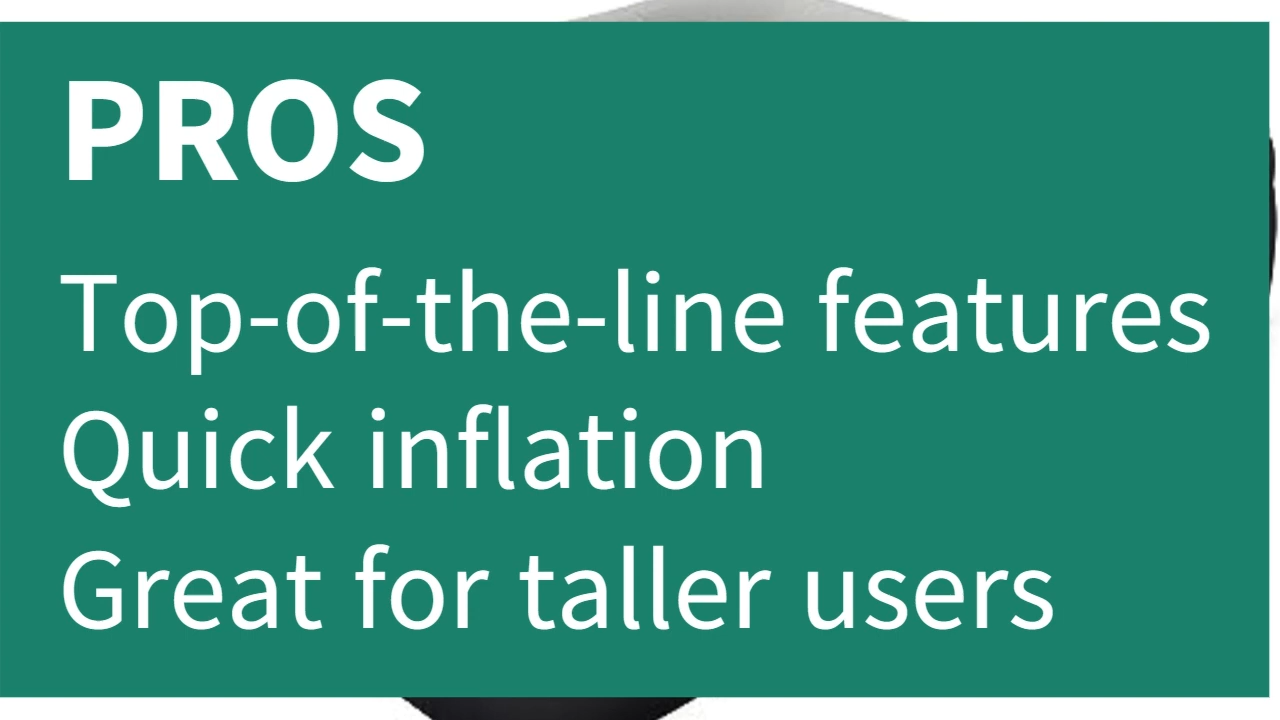 PROS
Top-of-the-line features
Quick inflation
Great for taller users